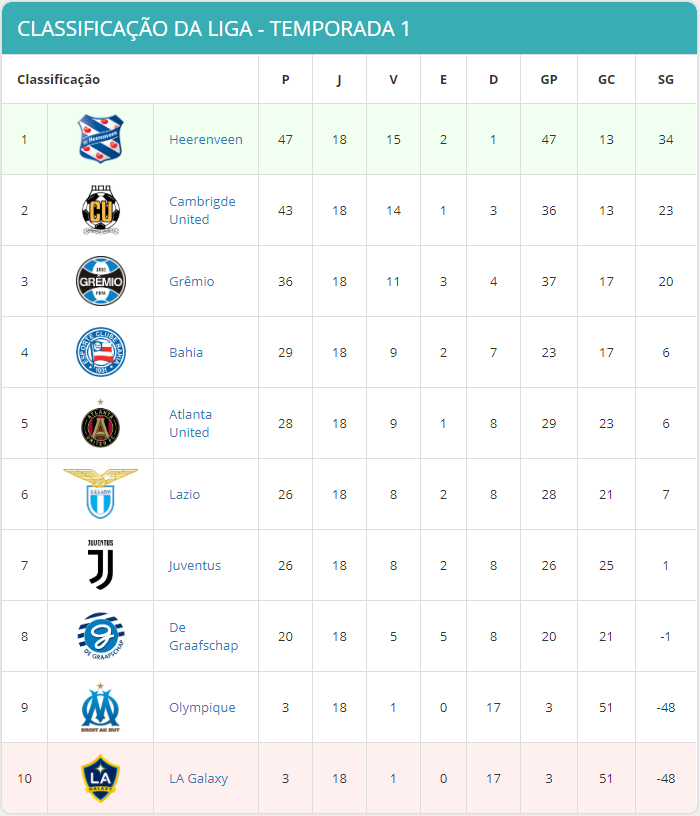 CLASSIFICAÇÃO DA LIGA - TEMPORADA 1
Classificação P J V E D GP GC SG
1 Heerenveen Heerenveen 47 18 15 2 1 47 13 34
2 CU Cambrigde
United 43 18 14 1 3 36 13 23
3 1903 GRÊMIO FBPA Grêmio 36 18 11 3 4 37 17 20
4 ESPORTE CLUBE BAHIA 1931 Bahia 29 18 9 2 7 23 17 6
5 ATLANTA UNITED FC A Atlanta
United 28 18 9 1 8 29 23 6
6 S.S.LAZIO Lazio 26 18 8 2 8 28 21 7
7 JUVENTUS Juventus 26 18 8 2 8 26 25 1
8 DE GRAAFSCHAP De
Graafschap 20 18 5 5 8 20 21 -1
9 DROIT AU BUT Olympique 3 18 1 0 17 3 51 -48
10 LA GALAXY LA Galaxy 3 18 1 0 17 3 51 -48